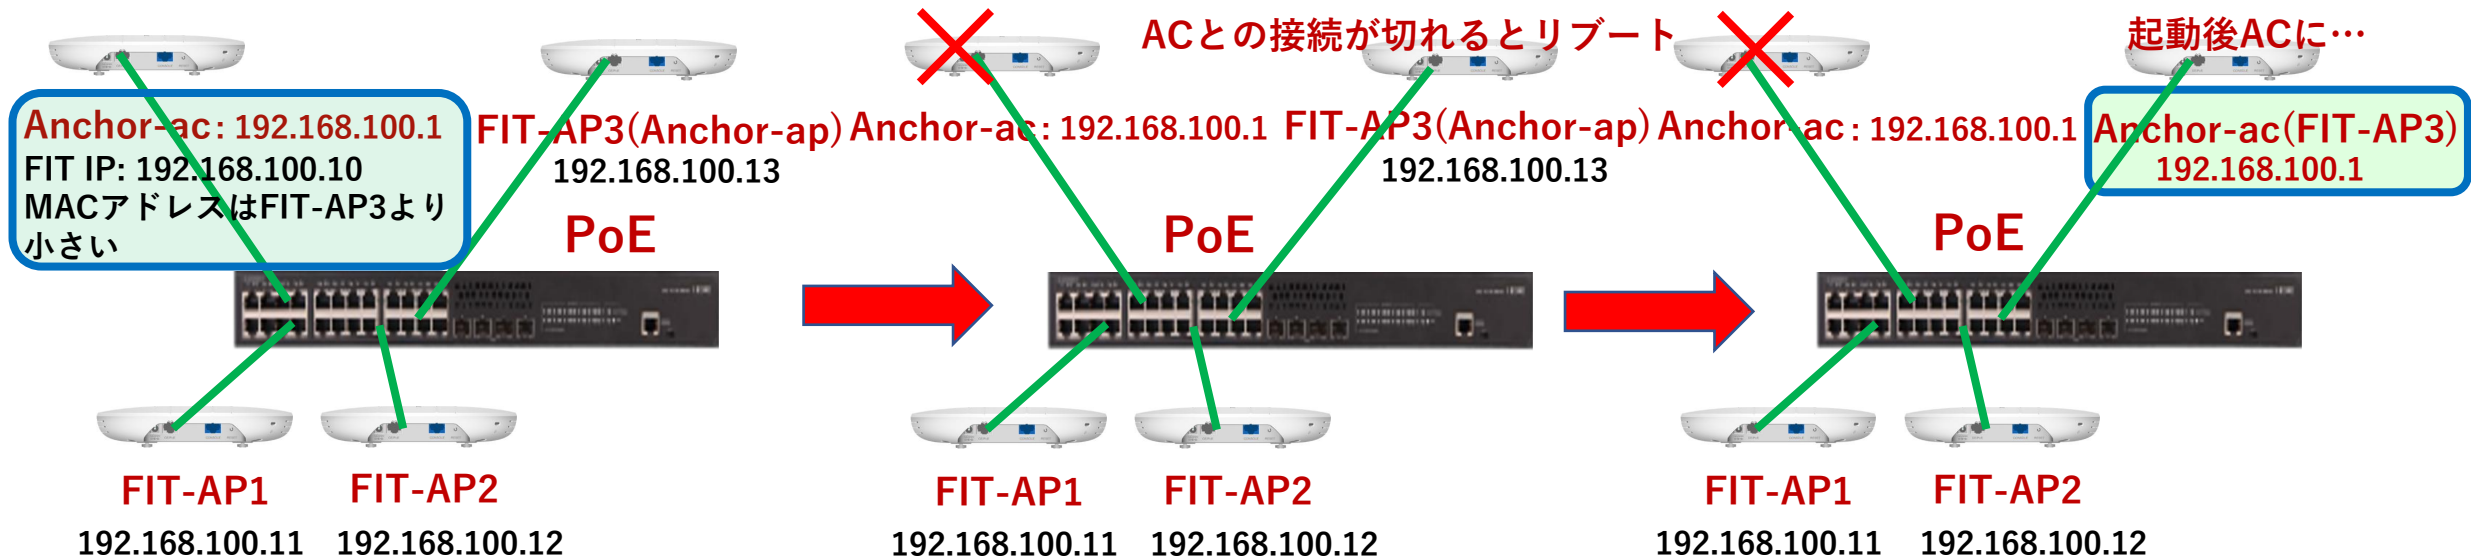 ACとの接続が切れるとリブート
起動後ACに…
Anchor-ac: 192.168.100.1
FIT IP: 192.168.100.10
MACアドレスはFIT-AP3より
小さい
FIT-AP3(Anchor-ap)
192.168.100.13
PoE
FIT-AP1
192.168.100.11
FIT-AP2
192.168.100.12
Anchor-ac: 192.168.100.1
FIT-AP3(Anchor-ap)
192.168.100.13
PoE
FIT-AP1
192.168.100.11
FIT-AP2
192.168.100.12
Anchor-ac: 192.168.100.1
Anchor-ac(FIT-AP3)
192.168.100.1
PoE
FIT-AP1
192.168.100.11
FIT-AP2
192.168.100.12